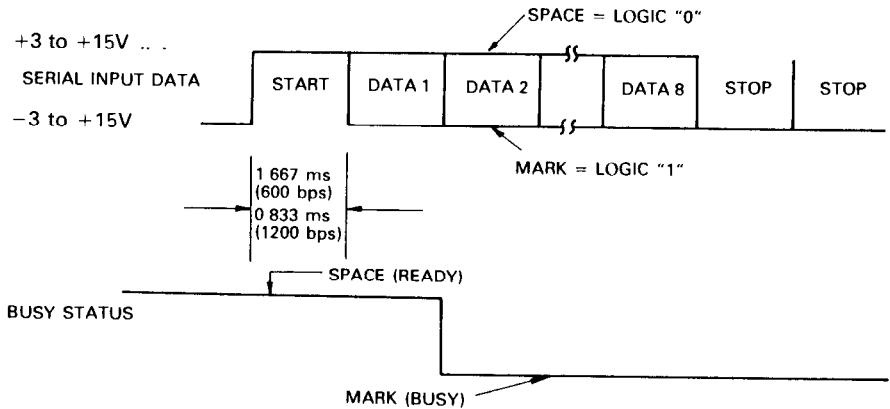 SPACE = LOGIC "0"
+3 to +15V .. .
SERIAL INPUT DATA
START
DATA 1
DATA 2
DATA 8
STOP
STOP
−3 to +15V
MARK = LOGIC "1"
1 667 ms
(600 bps)
0 833 ms
(1200 bps)
SPACE (READY)
BUSY STATUS
MARK (BUSY)